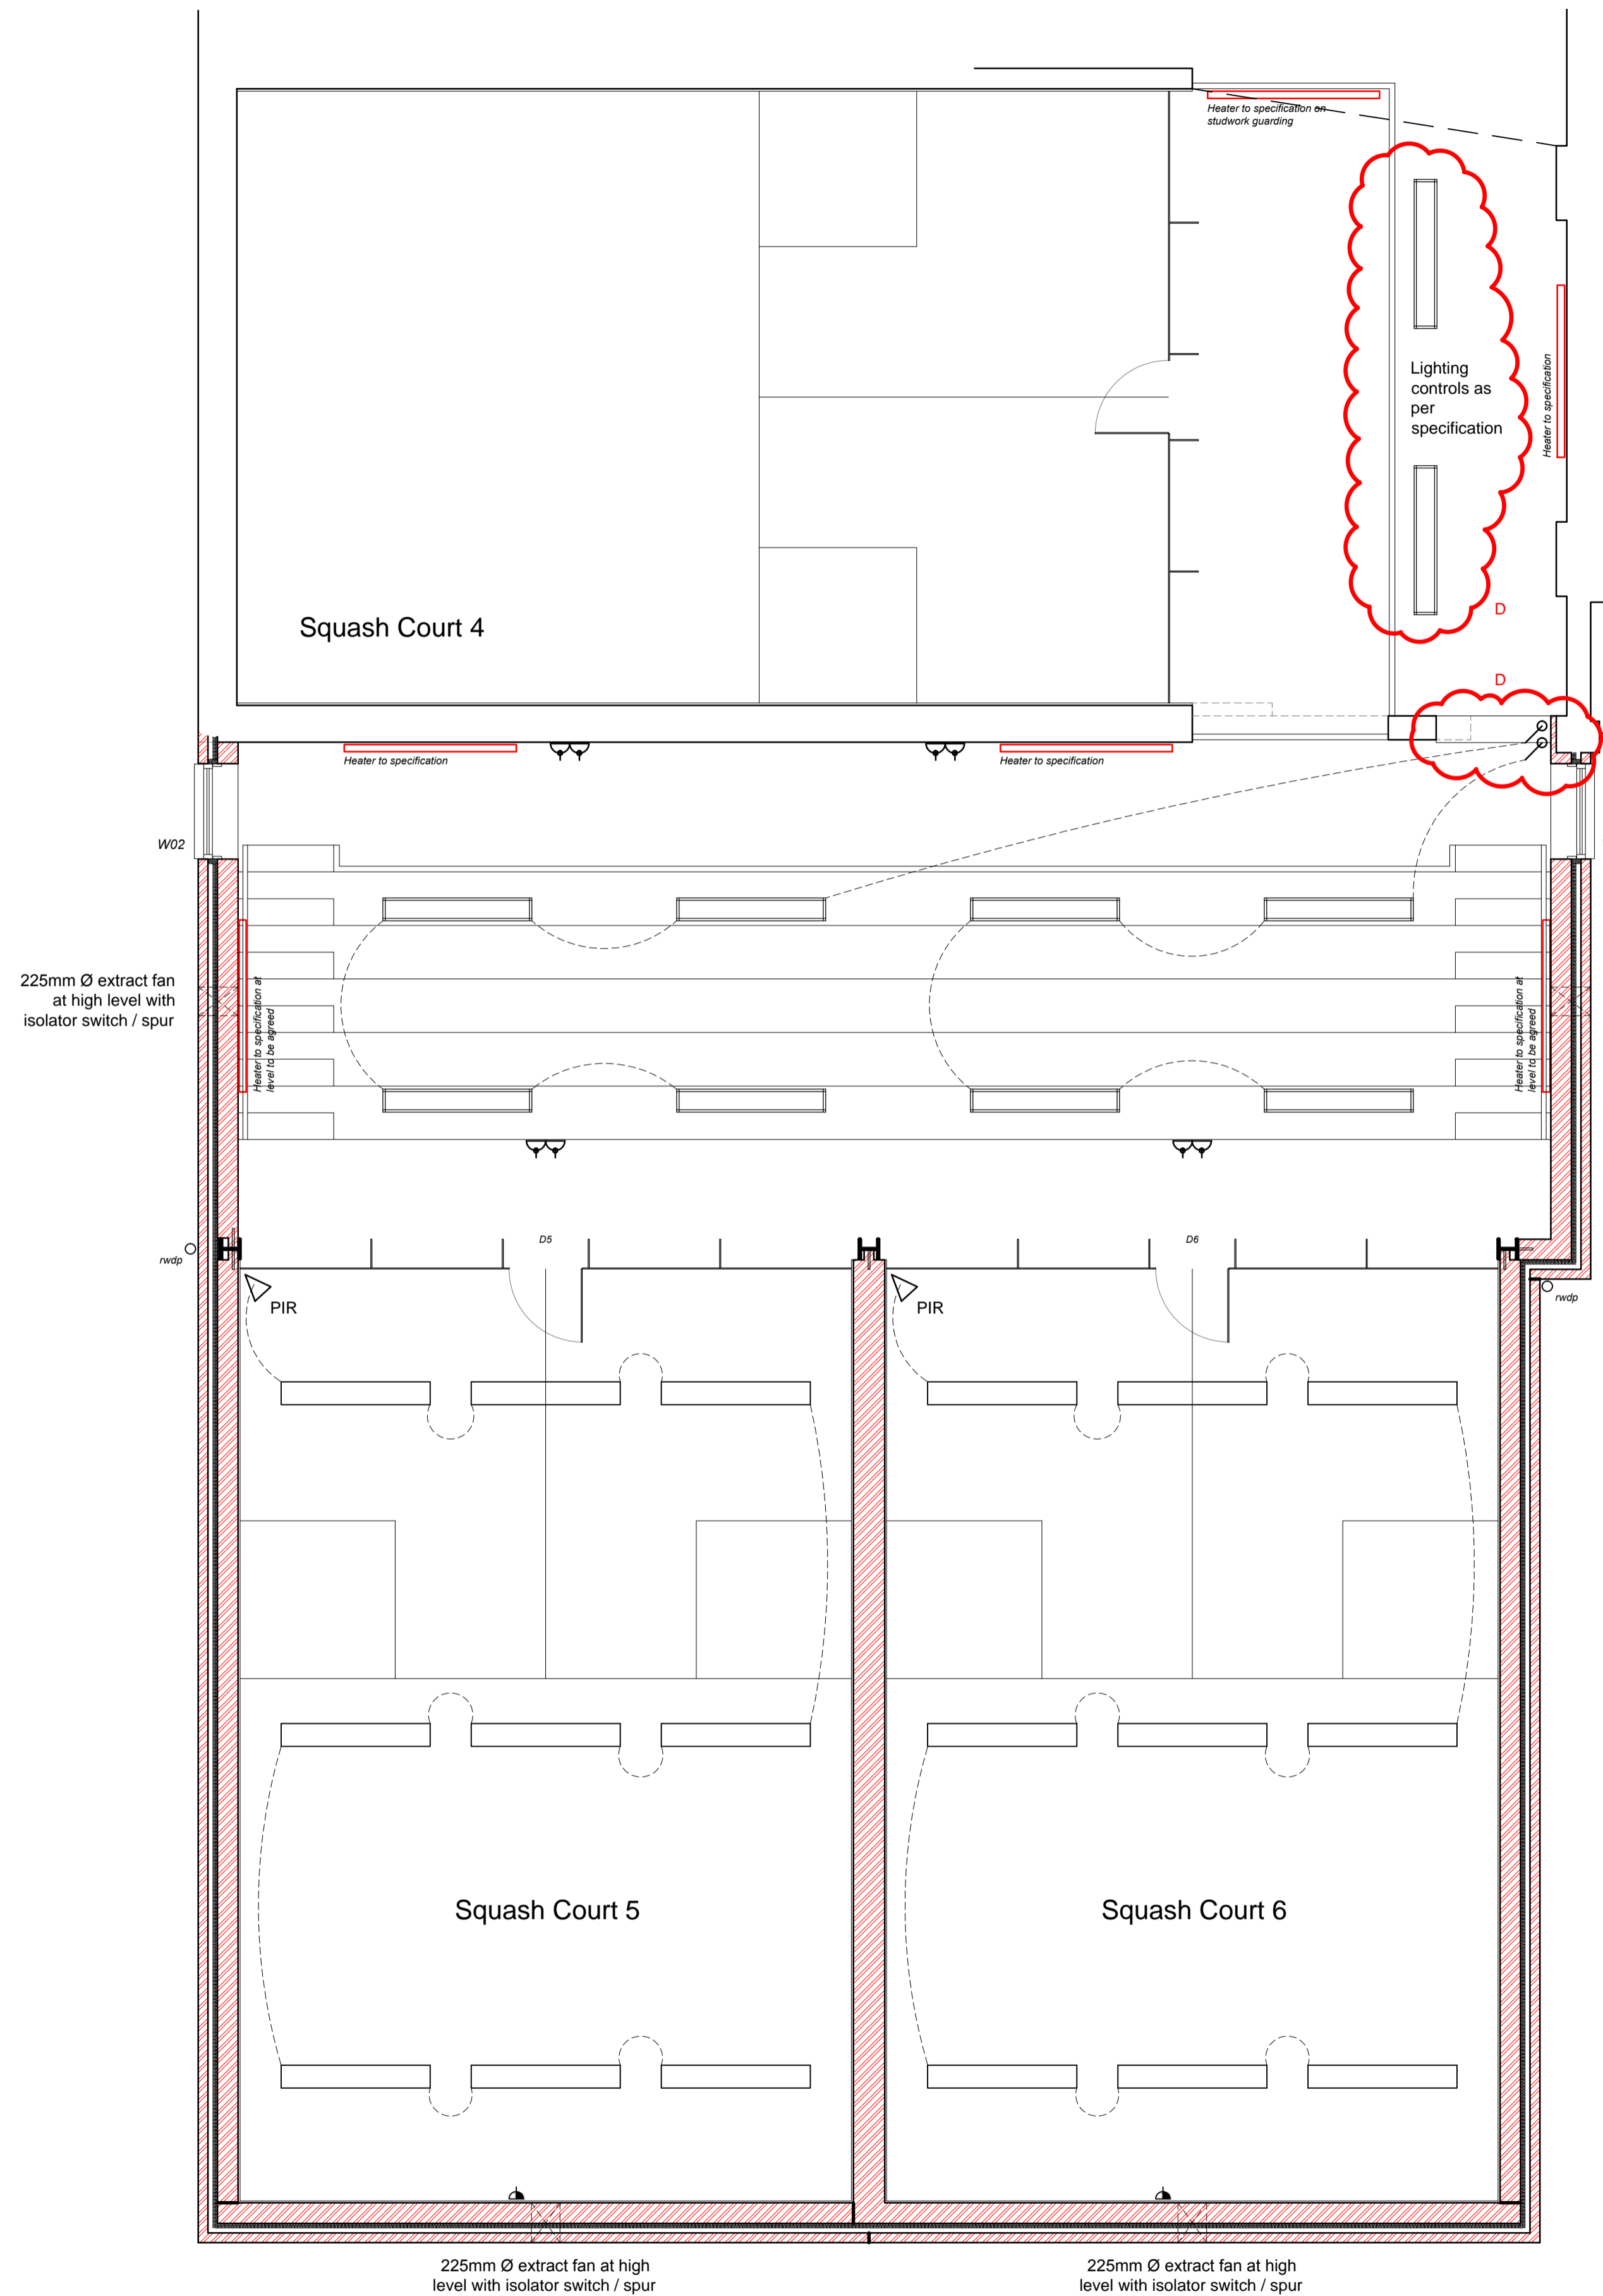 Heater to specification on
studwork guarding
Lighting
controls as
per
specification
Heater to specification
Squash Court 4
D
D
Heater to specification
Heater to specification
W02
225mm Ø extract fan
at high level with
isolator switch / spur
Heater to specification at
level to be agreed
Heater to specification at
level to be agreed
rwdp
D5
D6
PIR
PIR
rwdp
Squash Court 5
Squash Court 6
225mm Ø extract fan at high
level with isolator switch / spur
225mm Ø extract fan at high
level with isolator switch / spur